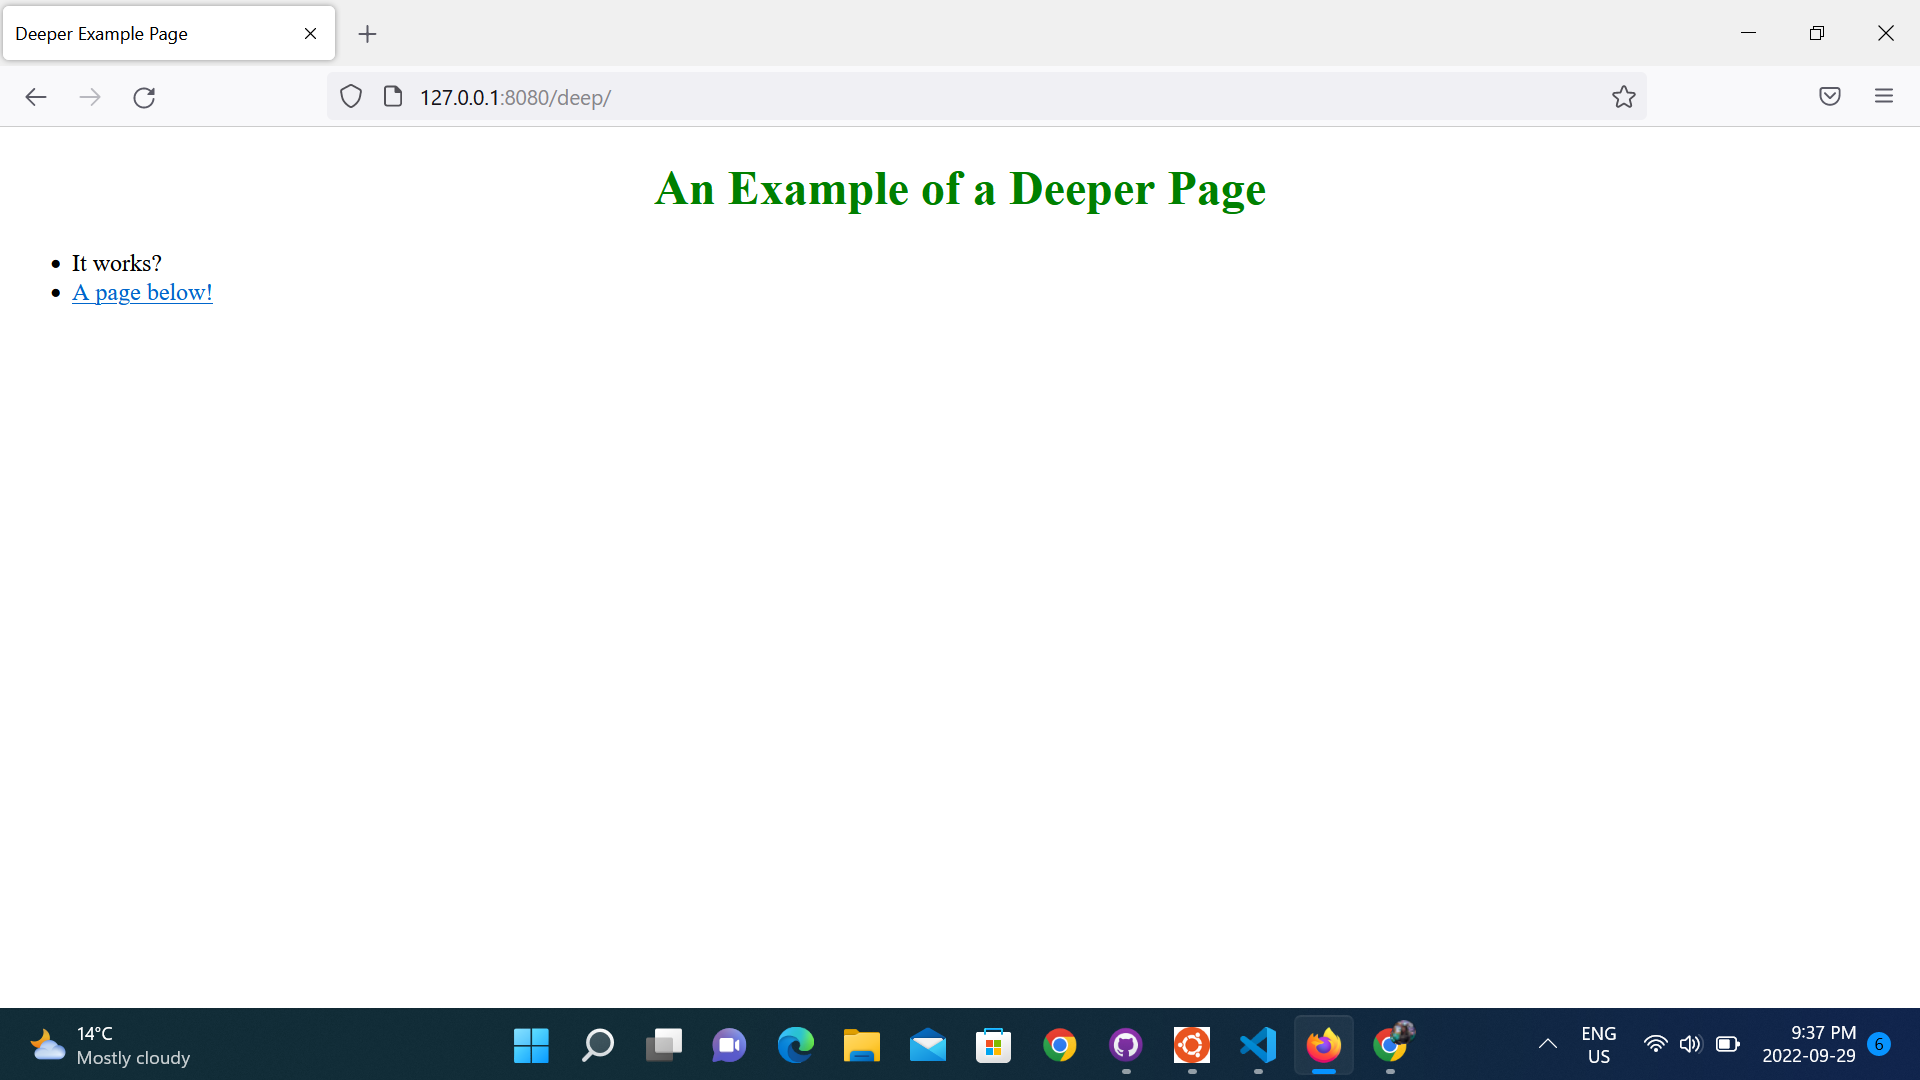 Deeper Example Page
127.0.0.1:8080/deep/
An Example of a Deeper Page
It works?
A page below!
14°C
Mostly cloudy
ENG
US
9:37 PM
2022-09-29
6